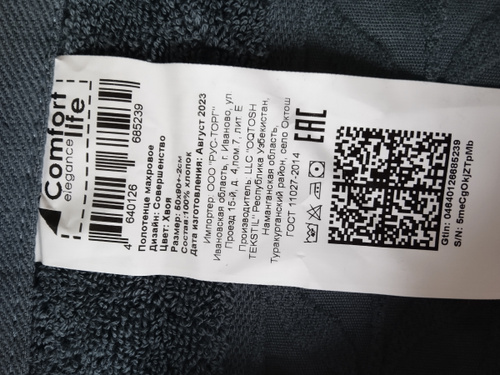 Comfort
elegance life
4 640126 685239
Полотенце махровое
Дизайн: Совершенство
Цвет: Хвоя
Размер: 50х90+-2см
Состав:100% хлопок
Дата изготовления: Август 2023
Импортер: ООО "РУС-ТОРГ"
Ивановская область, г. Иваново, ул
Проезд 15-й, д. 4,пом 7, лит Е
Производитель: LLC "OQTOSH
TEKSTIL" Республика Узбекистан,
Наманганская область,
Туракурганский район, село Октош
ГОСТ 11027-2014
EAC
Gtin: 04640126685239
S/N: 5meCgOkjZTpMb